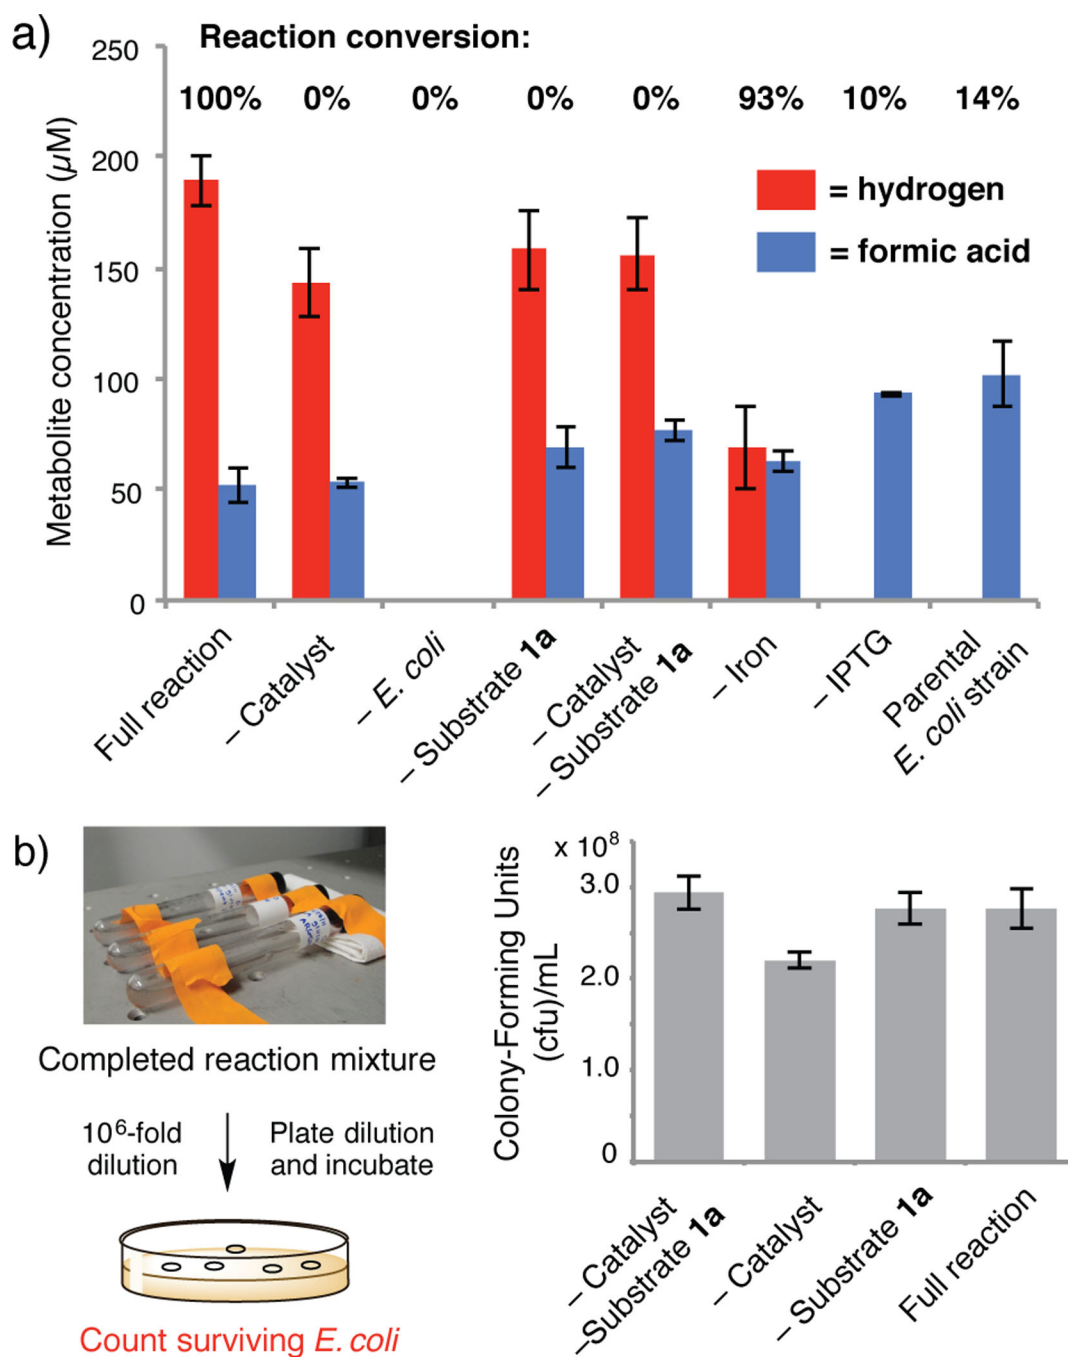 a)
Reaction conversion:
100% 0% 0% 0% 0% 93% 10% 14%
= hydrogen
= formic acid
Metabolite concentration (μM)
250
200
150
100
50
0
Full reaction
– Catalyst
– E. coli
– Substrate 1a
– Catalyst
– Substrate 1a
– Iron
– IPTG
Parental
E. coli strain
b)
Completed reaction mixture
10⁶-fold
dilution
Plate dilution
and incubate
Count surviving E. coli
Colony-Forming Units
(cfu)/mL
x 10⁸
3.0
2.0
1.0
0
– Catalyst
–Substrate 1a
– Catalyst
– Substrate 1a
Full reaction